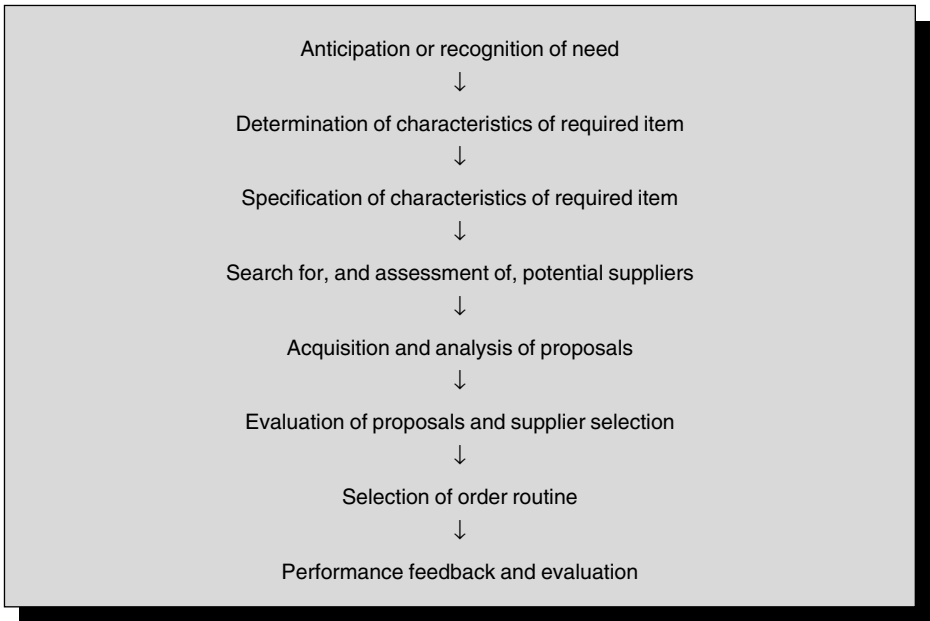 Anticipation or recognition of need
↓
Determination of characteristics of required item
↓
Specification of characteristics of required item
↓
Search for, and assessment of, potential suppliers
↓
Acquisition and analysis of proposals
↓
Evaluation of proposals and supplier selection
↓
Selection of order routine
↓
Performance feedback and evaluation